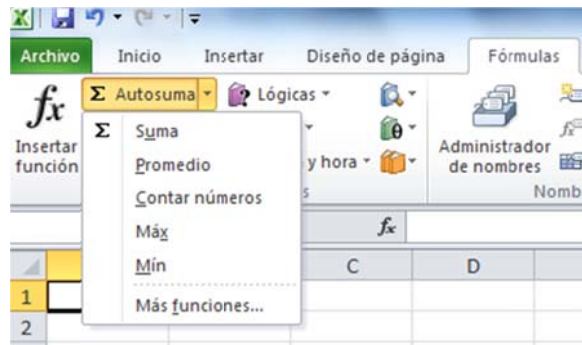 Archivo Inicio Insertar Diseño de página Fórmulas
fx Σ Autosuma Lógicas
Insertar función
Σ Suma
Promedio
Contar números
Máx
Mín
Más funciones...
y hora
θ
Administrador de nombres
Nomb
fx
C D
1
2